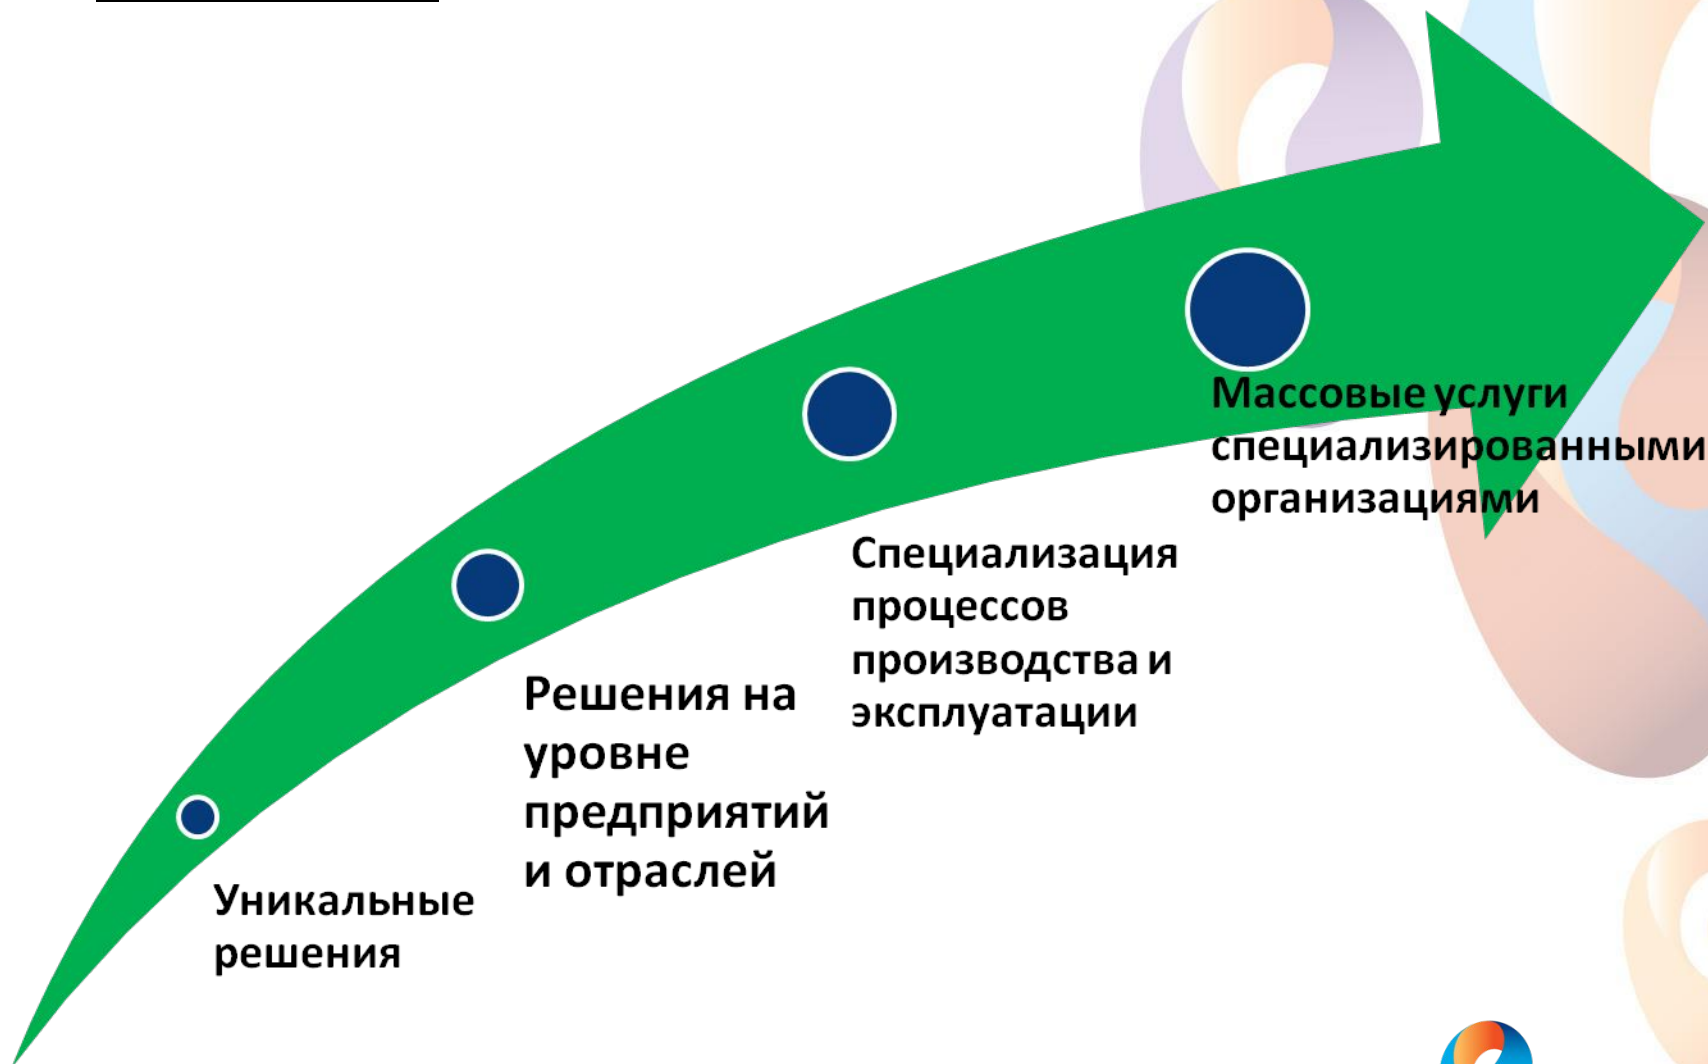 Массовые услуги
специализированными
организациями
Специализация
процессов
производства и
эксплуатации
Решения на
уровне
предприятий
и отраслей
Уникальные
решения